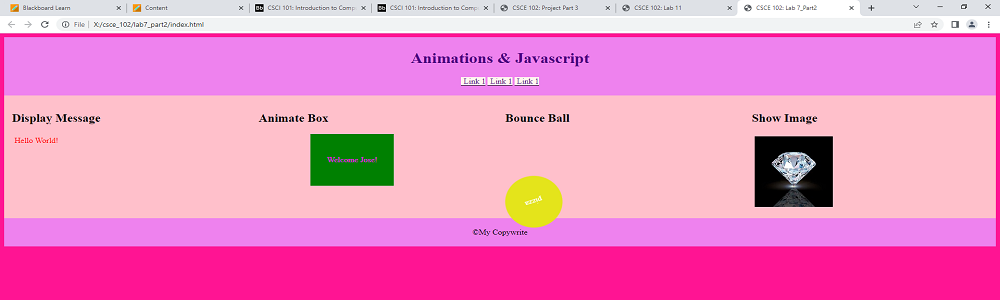 Blackboard Learn
Content
CSCI 101: Introduction to Comp
CSCI 101: Introduction to Comp
CSCE 102: Project Part 3
CSCE 102: Lab 11
CSCE 102: Lab 7_Part2
File | X:/csce_102/lab7_part2/index.html
Animations & Javascript
Link 1 Link 1 Link 1
Display Message
Animate Box
Bounce Ball
Show Image
Hello World!
Welcome June!
©My Copywrite